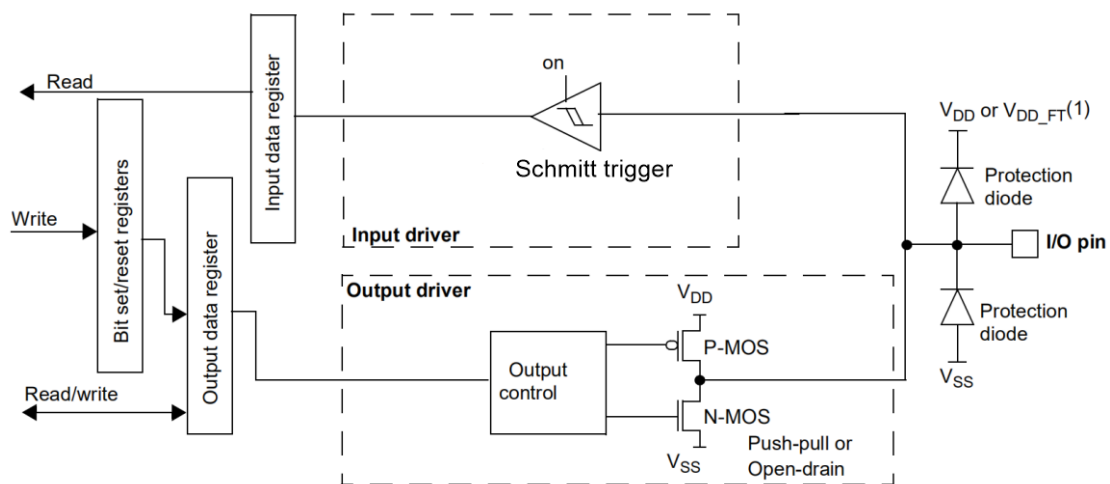 Read
Bit set/reset registers
Write
Read/write
Output data register
Input data register
on
Schmitt trigger
Input driver
Output driver
Output
control
VDD
P-MOS
N-MOS
VSS
Push-pull or
Open-drain
VDD or VDD_FT(1)
Protection
diode
I/O pin
Protection
diode
VSS